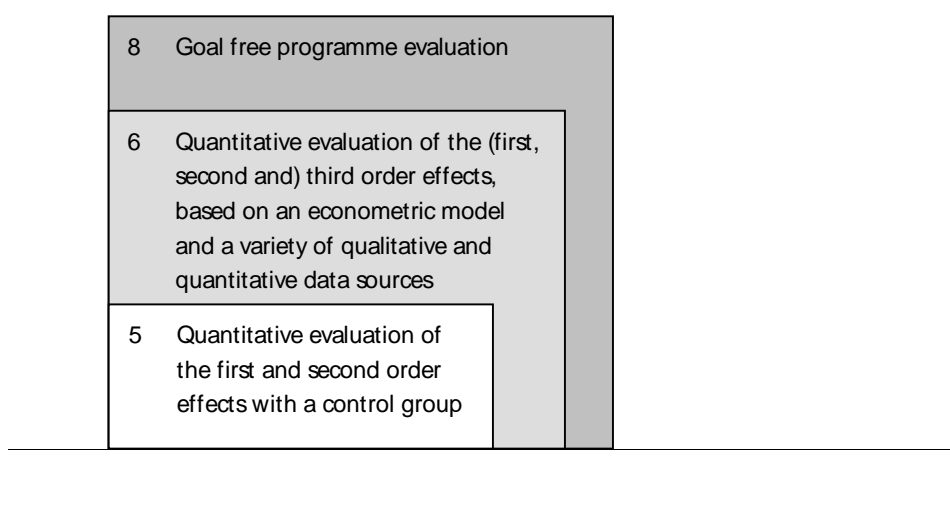 8 Goal free programme evaluation
6 Quantitative evaluation of the (first,
second and) third order effects,
based on an econometric model
and a variety of qualitative and
quantitative data sources
5 Quantitative evaluation of
the first and second order
effects with a control group